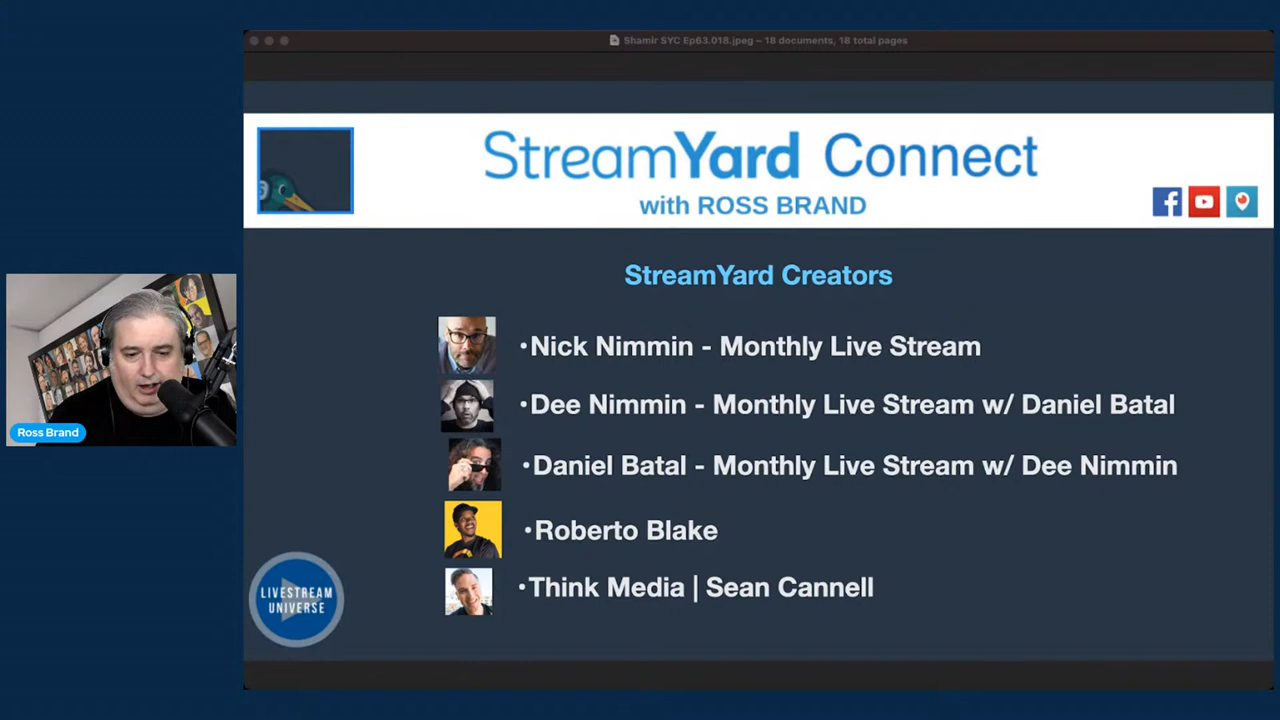 Shamir SYC Ep63.018.jpeg – 18 documents, 18 total pages
StreamYard Connect
with ROSS BRAND
StreamYard Creators
•Nick Nimmin - Monthly Live Stream
•Dee Nimmin - Monthly Live Stream w/ Daniel Batal
•Daniel Batal - Monthly Live Stream w/ Dee Nimmin
•Roberto Blake
•Think Media | Sean Cannell
Ross Brand
LIVESTREAM
UNIVERSE